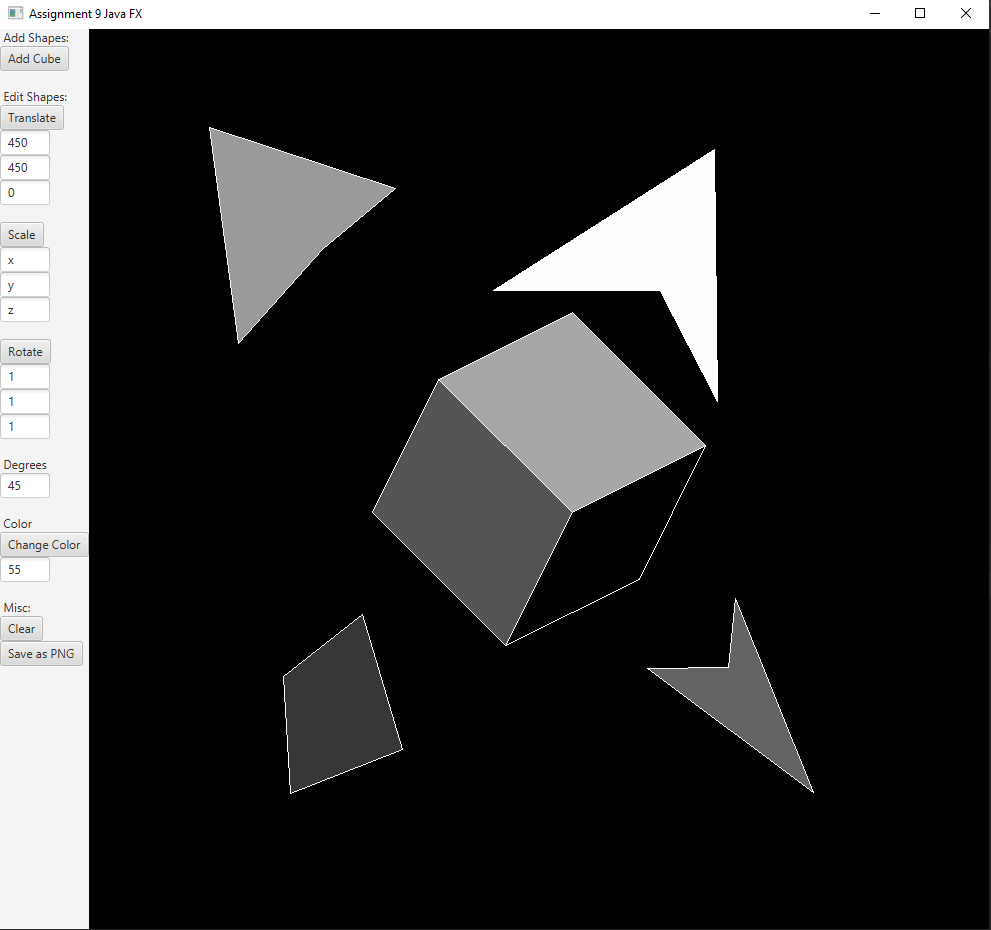 Assignment 9 Java FX
Add Shapes:
Add Cube
Edit Shapes:
Translate
450
450
0
Scale
x
y
z
Rotate
1
1
1
Degrees
45
Color
Change Color
55
Misc:
Clear
Save as PNG